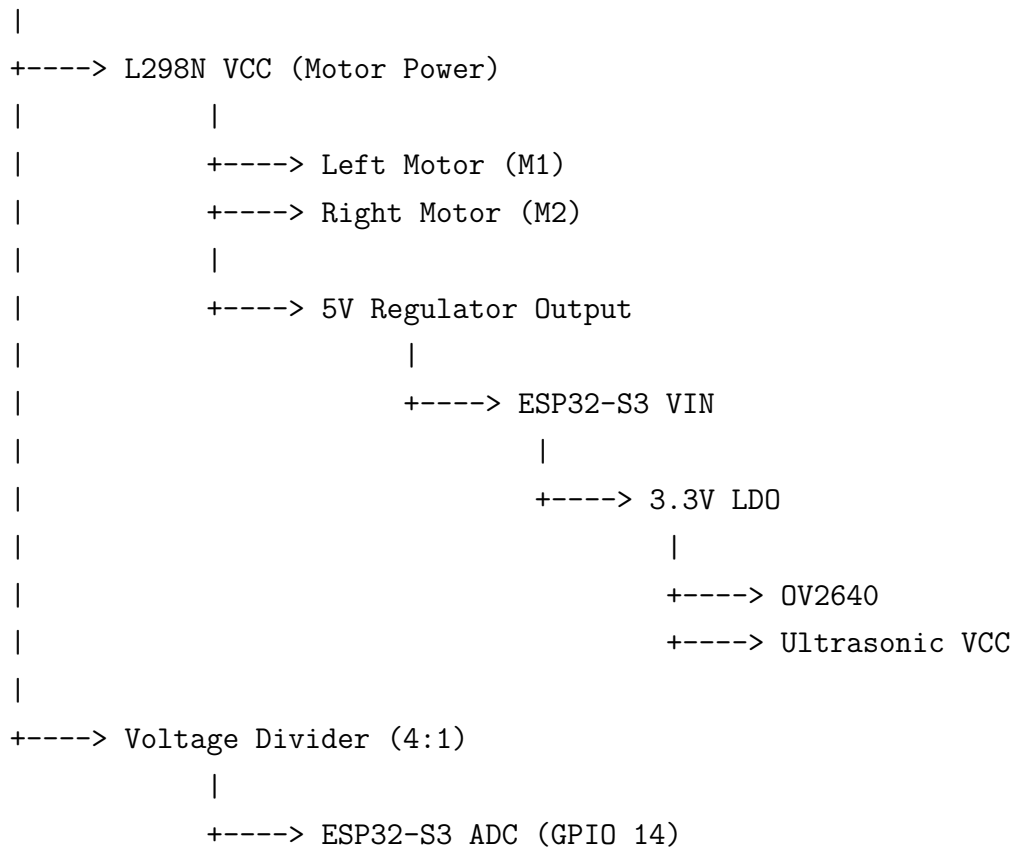 |
+----> L298N VCC (Motor Power)
|           |
|           +----> Left Motor (M1)
|           +----> Right Motor (M2)
|           |
|           +----> 5V Regulator Output
|                       |
|                       +----> ESP32-S3 VIN
|                               |
|                               +----> 3.3V LDO
|                                       |
|                                       +----> OV2640
|                                       +----> Ultrasonic VCC
|
+----> Voltage Divider (4:1)
            |
            +----> ESP32-S3 ADC (GPIO 14)